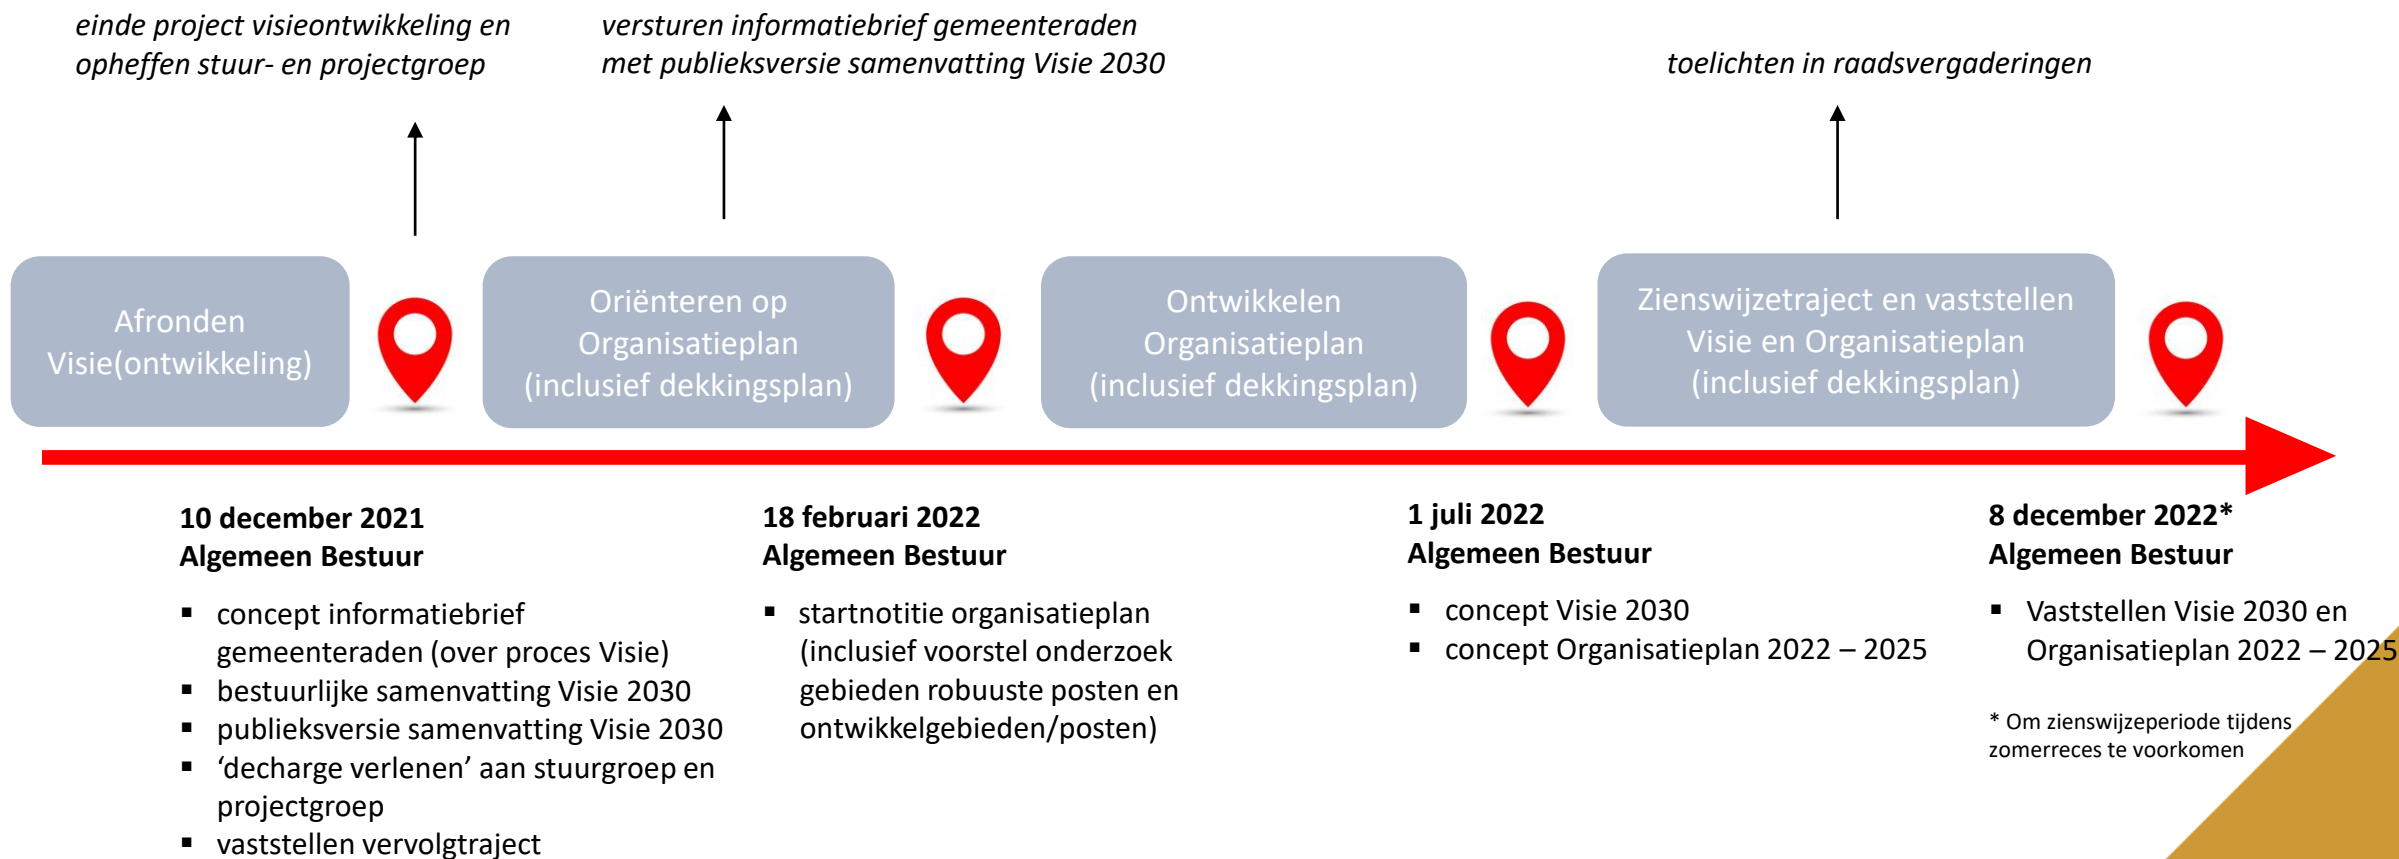 einde project visieontwikkeling en
opheffen stuur- en projectgroep
versturen informatiebrief gemeenteraden
met publieksversie samenvatting Visie 2030
toelichten in raadsvergaderingen
Afronden
Visie(ontwikkeling)
Oriënteren op
Organisatieplan
(inclusief dekkingsplan)
Ontwikkelen
Organisatieplan
(inclusief dekkingsplan)
Zienswijzetraject en vaststellen
Visie en Organisatieplan
(inclusief dekkingsplan)
10 december 2021
Algemeen Bestuur
▪ concept informatiebrief
gemeenteraden (over proces Visie)
▪ bestuurlijke samenvatting Visie 2030
▪ publieksversie samenvatting Visie 2030
▪ ‘decharge verlenen’ aan stuurgroep en
projectgroep
▪ vaststellen vervolgtraject
18 februari 2022
Algemeen Bestuur
▪ startnotitie organisatieplan
(inclusief voorstel onderzoek
gebieden robuuste posten en
ontwikkelgebieden/posten)
1 juli 2022
Algemeen Bestuur
▪ concept Visie 2030
▪ concept Organisatieplan 2022 – 2025
8 december 2022*
Algemeen Bestuur
▪ Vaststellen Visie 2030 en
Organisatieplan 2022 – 2025
* Om zienswijzeperiode tijdens
zomerreces te voorkomen